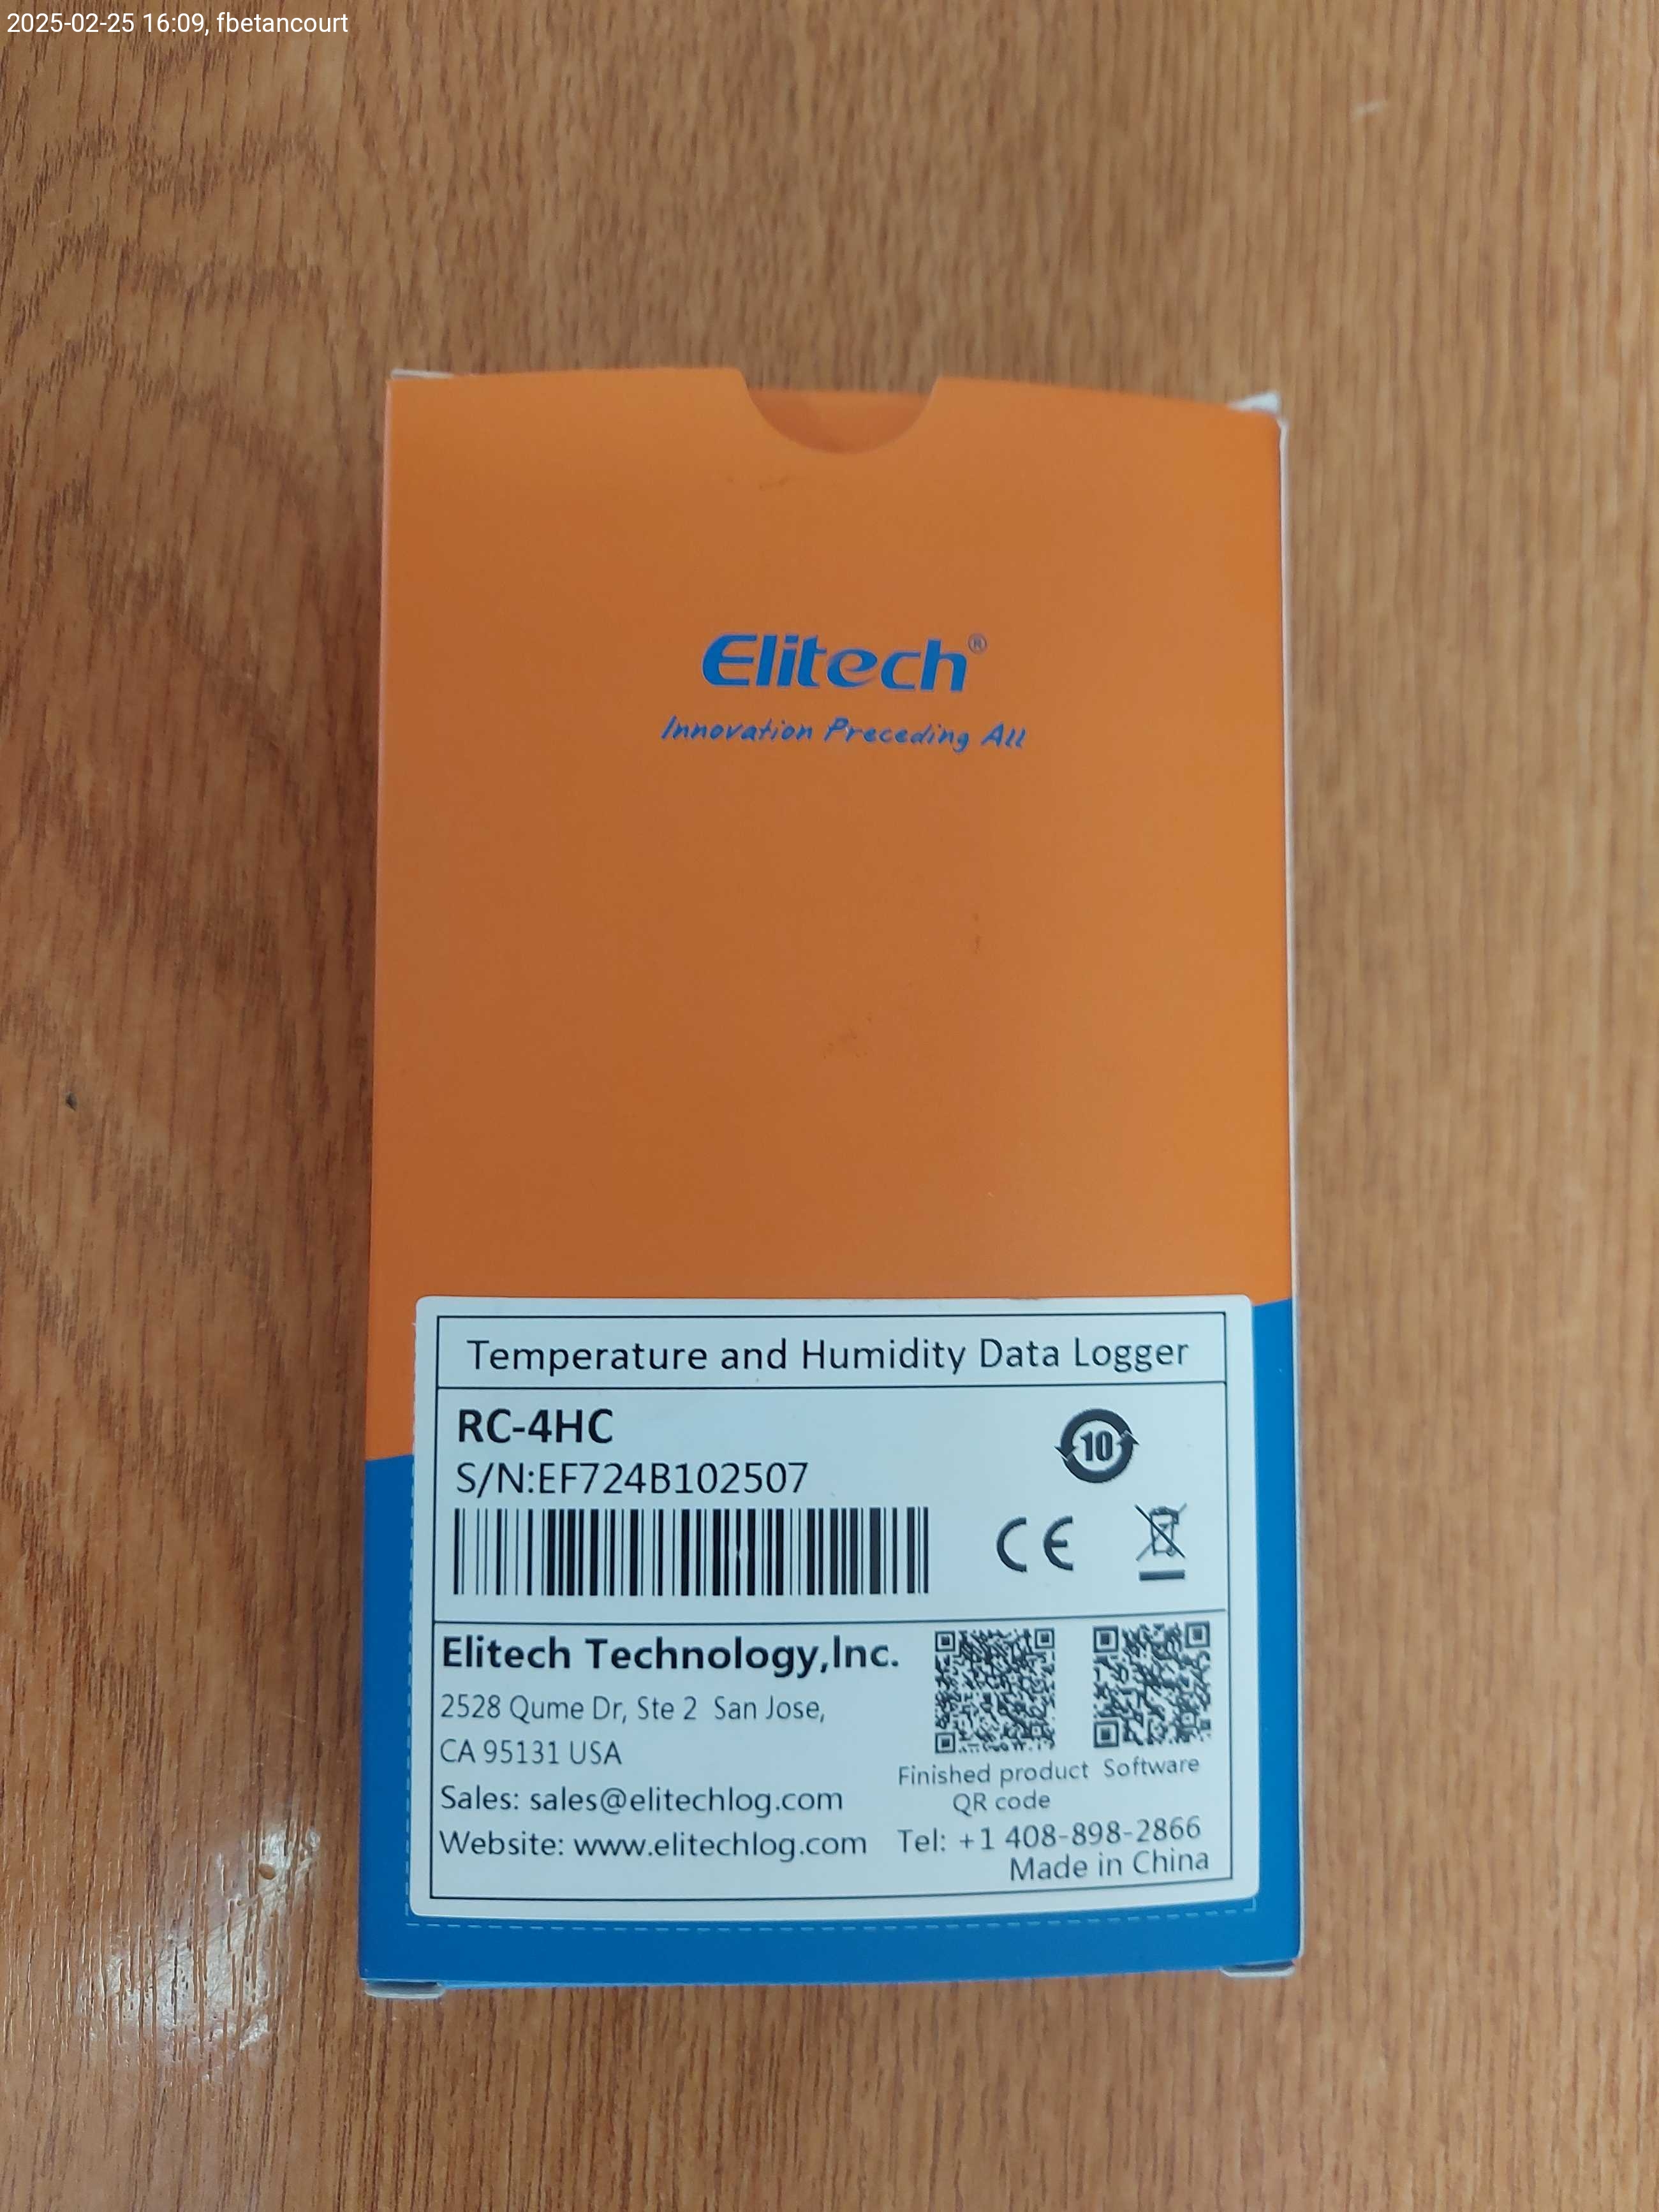 2025-02-25 16:09, fbetancourt
Elitech®
Innovation Preceding All
Temperature and Humidity Data Logger
RC-4HC
S/N:EF724B102507
10
CE
Elitech Technology,Inc.
2528 Qume Dr, Ste 2 San Jose,
CA 95131 USA
Sales: sales@elitechlog.com
Website: www.elitechlog.com
Finished product
QR code
Software
Tel: +1 408-898-2866
Made in China